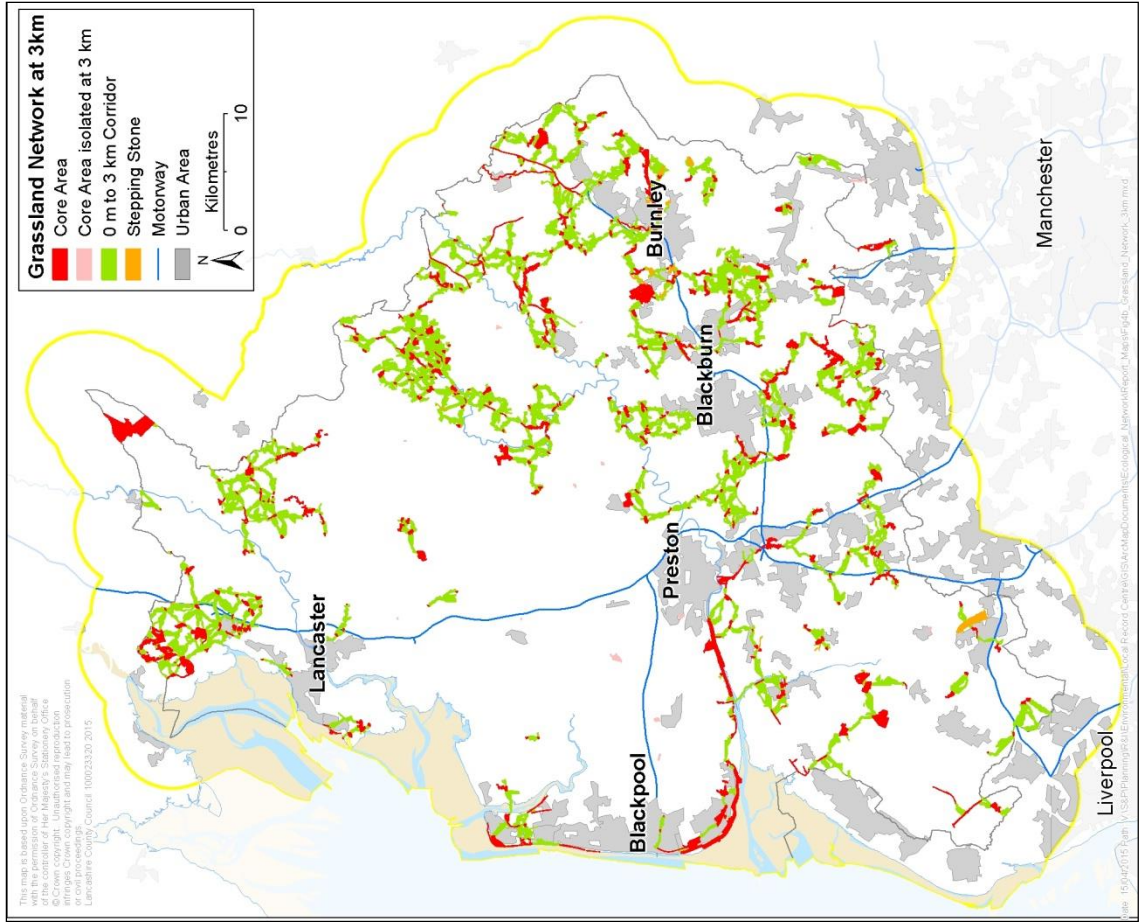 Grassland Network at 3km
Core Area
Core Area isolated at 3 km
0 m to 3 km Corridor
Stepping Stone
Motorway
Urban Area
N
0 10
Kilometres
This map is based upon Ordnance Survey material
with the permission of Ordnance Survey on behalf
of the controller of Her Majesty's Stationery Office
© Crown copyright. Unauthorised reproduction
infringes Crown copyright and may lead to prosecution
or civil proceedings
Lancashire County Council 100023320 2015
Lancaster
Blackpool
Preston
Blackburn
Burnley
Liverpool
Manchester
Date: 15/04/2015